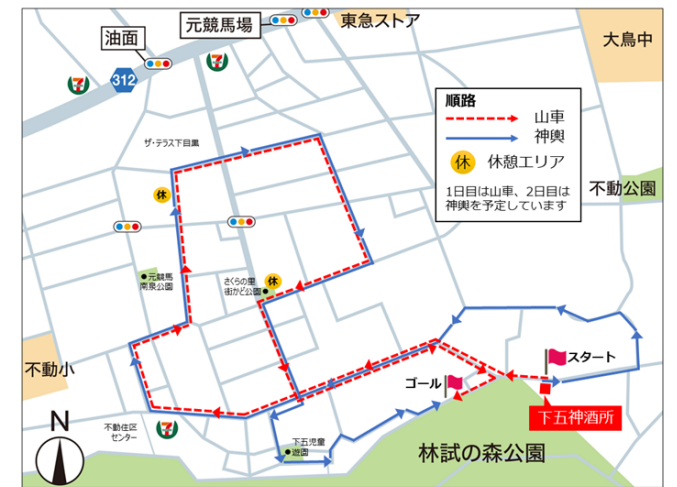 元競馬場
東急ストア
油面
大鳥中
7
312
7
順路
山車
神輿
休 休憩エリア
1日目は山車、2日目は
神輿を予定しています
ザ・テラス下目黒
休
不動公園
元競馬
南泉公園
さくらの里
街かど公園
休
スタート
不動小
ゴール
下五神酒所
N
不動住区
センター
7
下五児童
遊園
林試の森公園